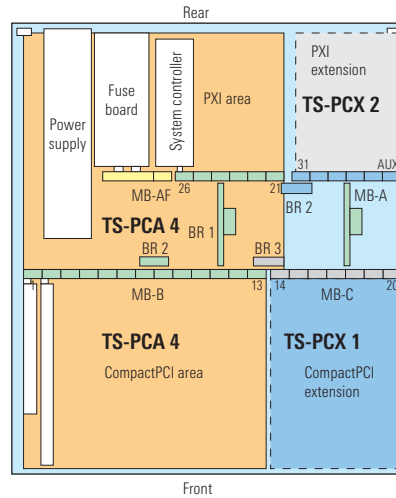 Rear
PXI
extension
TS-PCX 2
Fuse
board
System controller
PXI area
Power
supply
31
AUX
MB-AF
26
21
BR 2
MB-A
TS-PCA 4
BR 1
BR 2
BR 3
MB-B
13
14
MB-C
20
TS-PCA 4
TS-PCX 1
CompactPCI area
CompactPCI
extension
Front